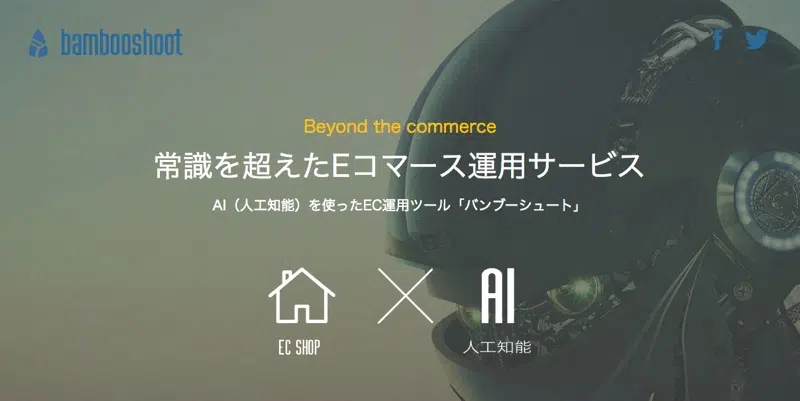 bambooshoot
Beyond the commerce
常識を超えたEコマース運用サービス
AI（人工知能）を使ったEC運用ツール「バンブーシュート」
AI
EC SHOP
人工知能